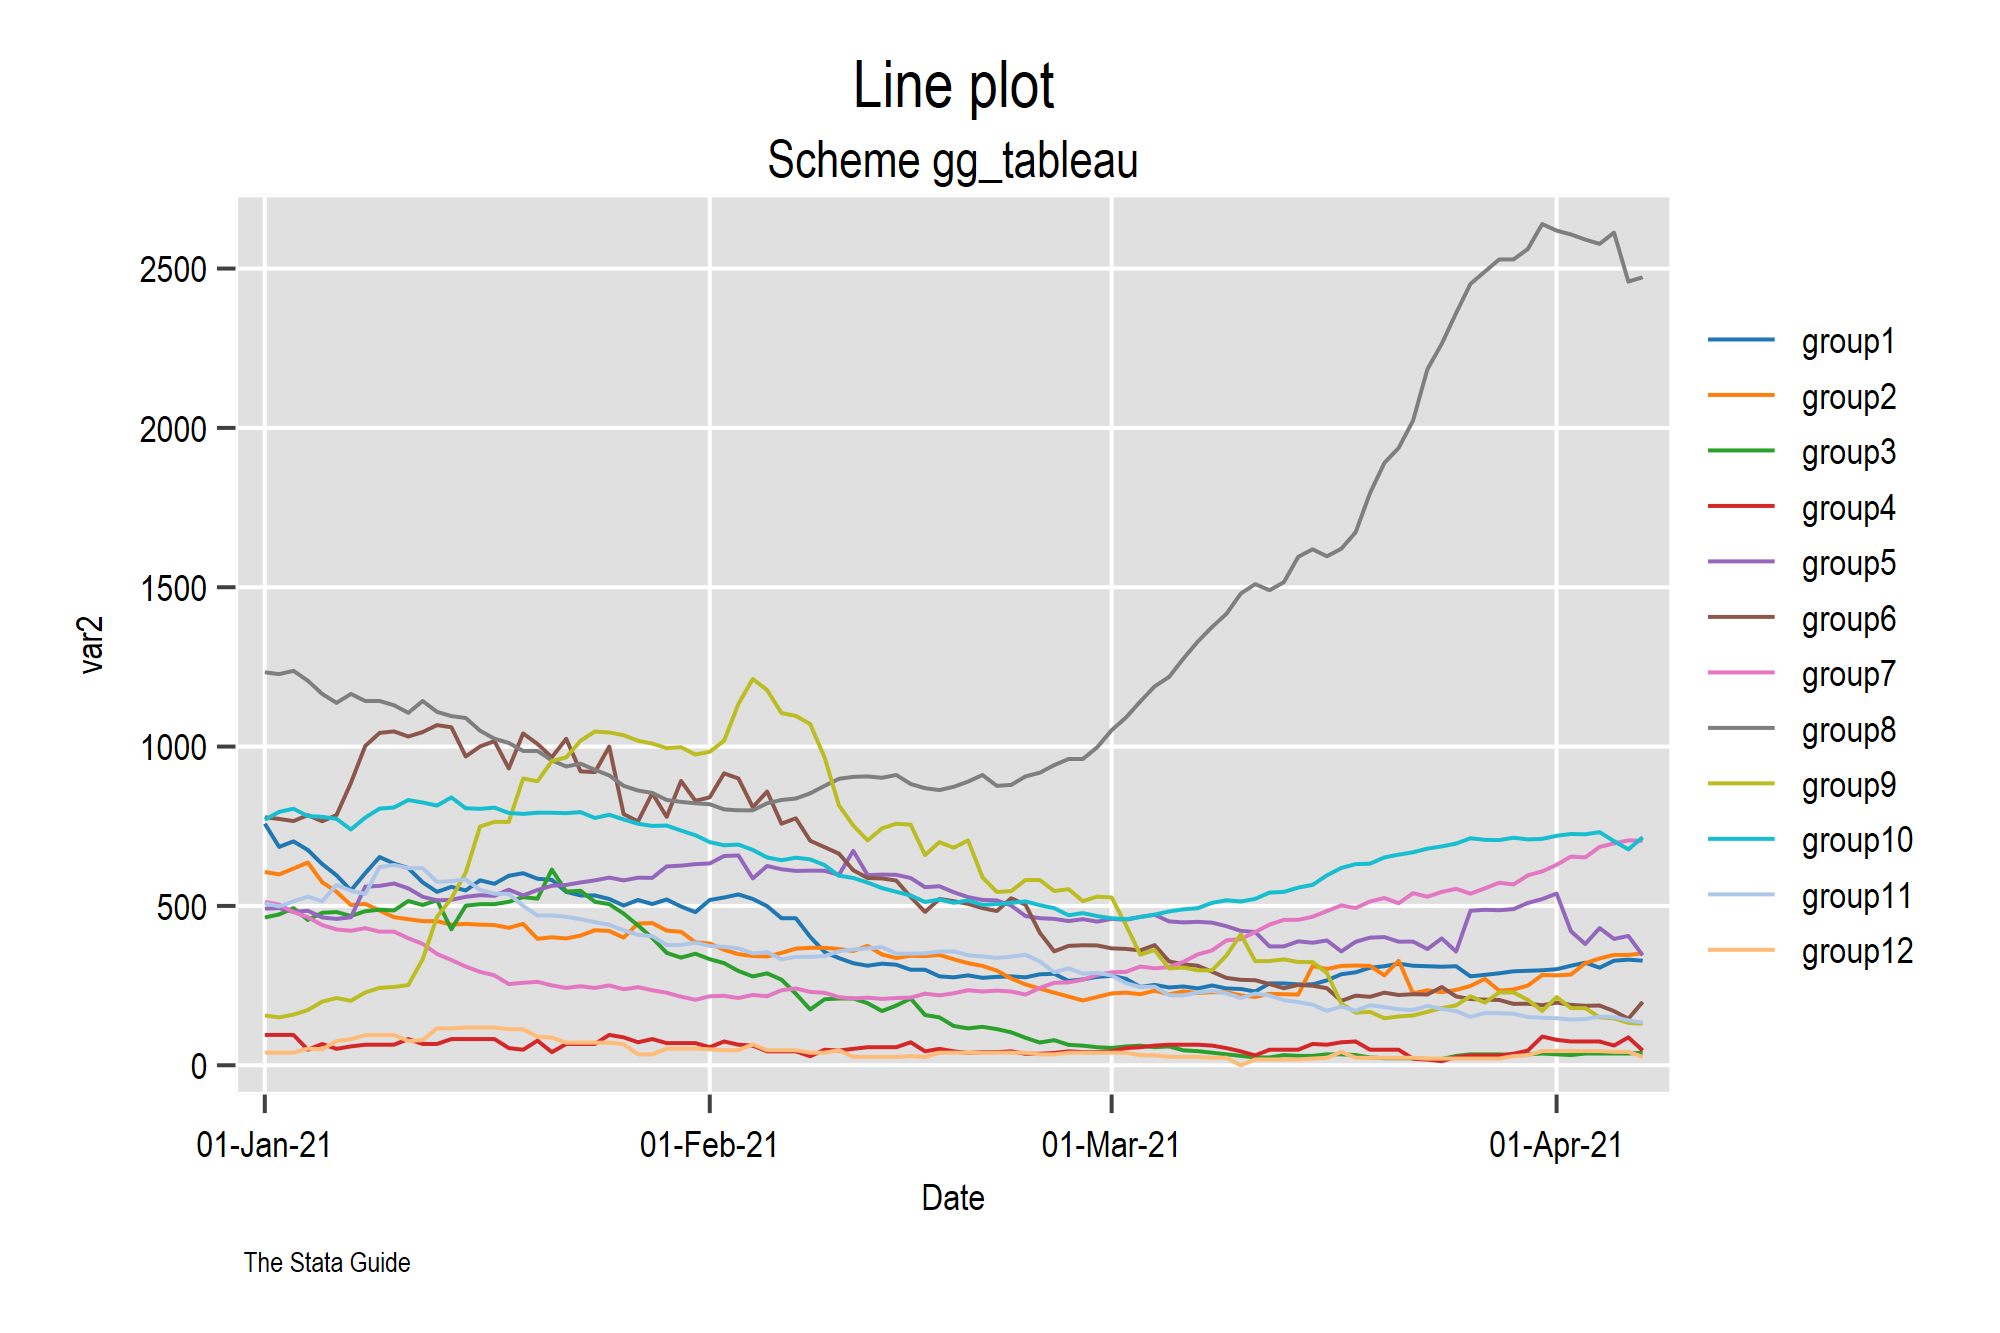 Line plot
Scheme gg_tableau
2500
2000
1500
1000
500
0
var2
01-Jan-21
01-Feb-21
01-Mar-21
01-Apr-21
Date
group1
group2
group3
group4
group5
group6
group7
group8
group9
group10
group11
group12
The Stata Guide